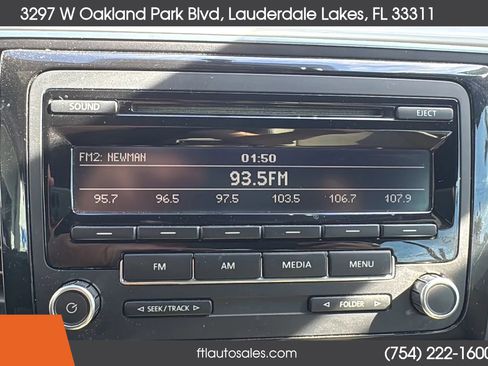 3297 W Oakland Park Blvd, Lauderdale Lakes, FL 33311
SOUND
EJECT
FM2: NEWMAN 01:50
93.5FM
95.7 96.5 97.5 103.5 106.7 107.9
FM AM MEDIA MENU
SEEK / TRACK FOLDER
ftlautosales.com (754) 222-1600